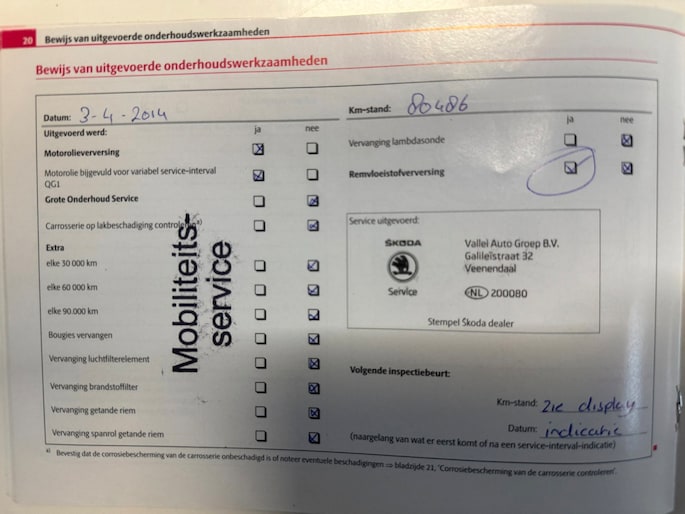 20 Bewijs van uitgevoerde onderhoudswerkzaamheden
Bewijs van uitgevoerde onderhoudswerkzaamheden
Datum: 3-4-2014
Uitgevoerd werd: ja nee
Motorolieverversing
Motorolie bijgevuld voor variabel service-interval
QG1
Grote Onderhoud Service
Carrosserie op lakbeschadiging controleren a)
Extra
elke 30 000 km
elke 60 000 km
elke 90.000 km
Bougies vervangen
Vervanging luchtfilterelement
Vervanging brandstoffilter
Vervanging getande riem
Vervanging spanrol getande riem
Mobiliteits-
service
Km-stand: 80486
ja nee
Vervanging lambdasonde
Remvloeistofverversing
Service uitgevoerd:
ŠKODA
Service
Vallei Auto Groep B.V.
Galileïstraat 32
Veenendaal
NL 200080
Stempel Škoda dealer
Volgende inspectiebeurt:
Km-stand: zie display
Datum: indicatie
(naargelang van wat er eerst komt of na een service-interval-indicatie)
a) Bevestig dat de corrosiebescherming van de carrosserie onbeschadigd is of noteer eventuele beschadigingen ⇒ bladzijde 21, 'Corrosiebescherming van de carrosserie controleren'.